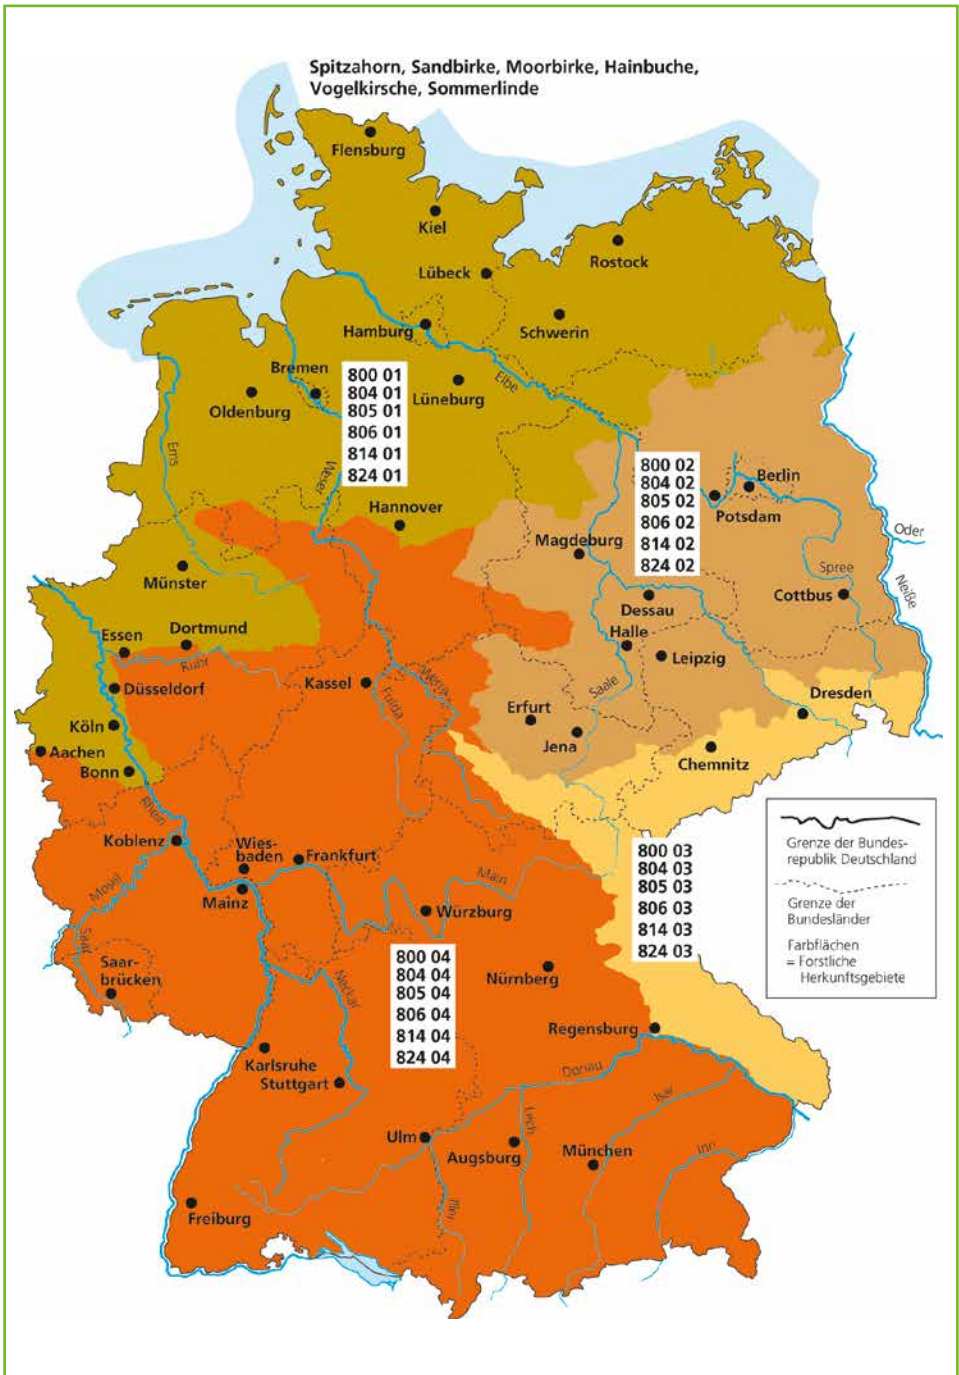 Spitzahorn, Sandbirke, Moorbirke, Hainbuche,
Vogelkirsche, Sommerlinde
Flensburg
Kiel
Rostock
Lübeck
Schwerin
Hamburg
Elbe
Bremen
Lüneburg
Oldenburg
800 01
804 01
805 01
806 01
814 01
824 01
Ems
Weser
Hannover
800 02
804 02
805 02
806 02
814 02
824 02
Berlin
Potsdam
Oder
Magdeburg
Münster
Spree
Neiße
Cottbus
Dessau
Halle
Leipzig
Essen
Dortmund
Ruhr
Düsseldorf
Kassel
Fulda
Werra
Saale
Dresden
Erfurt
Jena
Köln
Aachen
Bonn
Chemnitz
Rhein
Koblenz
Wies-
baden
Frankfurt
Main
Mainz
Mosel
Würzburg
800 03
804 03
805 03
806 03
814 03
824 03
Grenze der Bundes-
republik Deutschland
Grenze der
Bundesländer
Farbflächen
= Forstliche
Herkunftsgebiete
Saar
Saar-
brücken
800 04
804 04
805 04
806 04
814 04
824 04
Neckar
Nürnberg
Regensburg
Karlsruhe
Stuttgart
Donau
Isar
Lech
Ulm
Augsburg
München
Inn
Iller
Freiburg